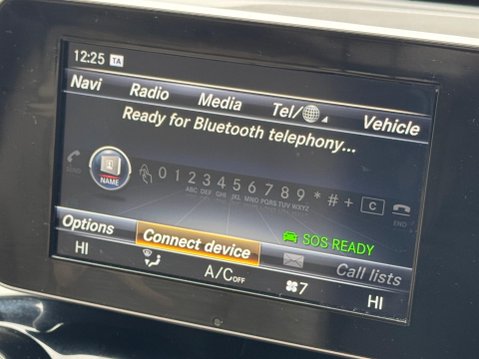 12:25 TA
Navi Radio Media Tel/ Vehicle
Ready for Bluetooth telephony...
SEND NAME 0 1 2 3 4 5 6 7 8 9 * # + C END
ABC DEF GHI JKL MNO PQRS TUV WXYZ
SOS READY
Options Connect device Call lists
HI A/C OFF 7 HI